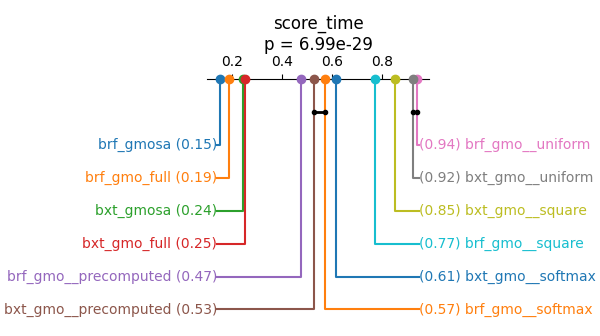 score_time
p = 6.99e-29
0.2 0.4 0.6 0.8
brf_gmosa (0.15) (0.94) brf_gmo__uniform
brf_gmo_full (0.19) (0.92) bxt_gmo__uniform
bxt_gmosa (0.24) (0.85) bxt_gmo__square
bxt_gmo_full (0.25) (0.77) brf_gmo__square
brf_gmo__precomputed (0.47) (0.61) bxt_gmo__softmax
bxt_gmo__precomputed (0.53) (0.57) brf_gmo__softmax